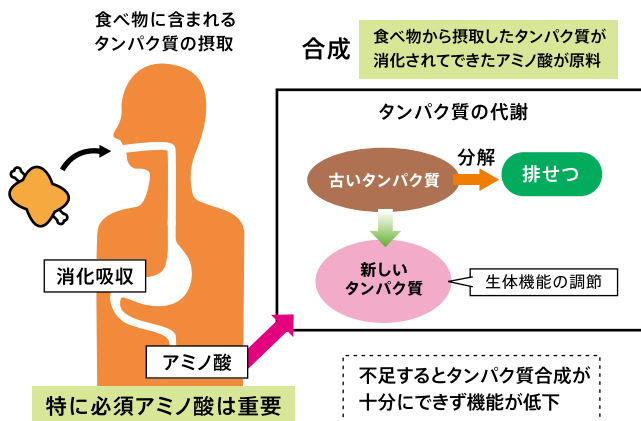 食べ物に含まれる
タンパク質の摂取
合成
食べ物から摂取したタンパク質が
消化されてできたアミノ酸が原料
タンパク質の代謝
古いタンパク質
分解
排せつ
新しい
タンパク質
生体機能の調節
消化吸収
アミノ酸
特に必須アミノ酸は重要
不足するとタンパク質合成が
十分にできず機能が低下